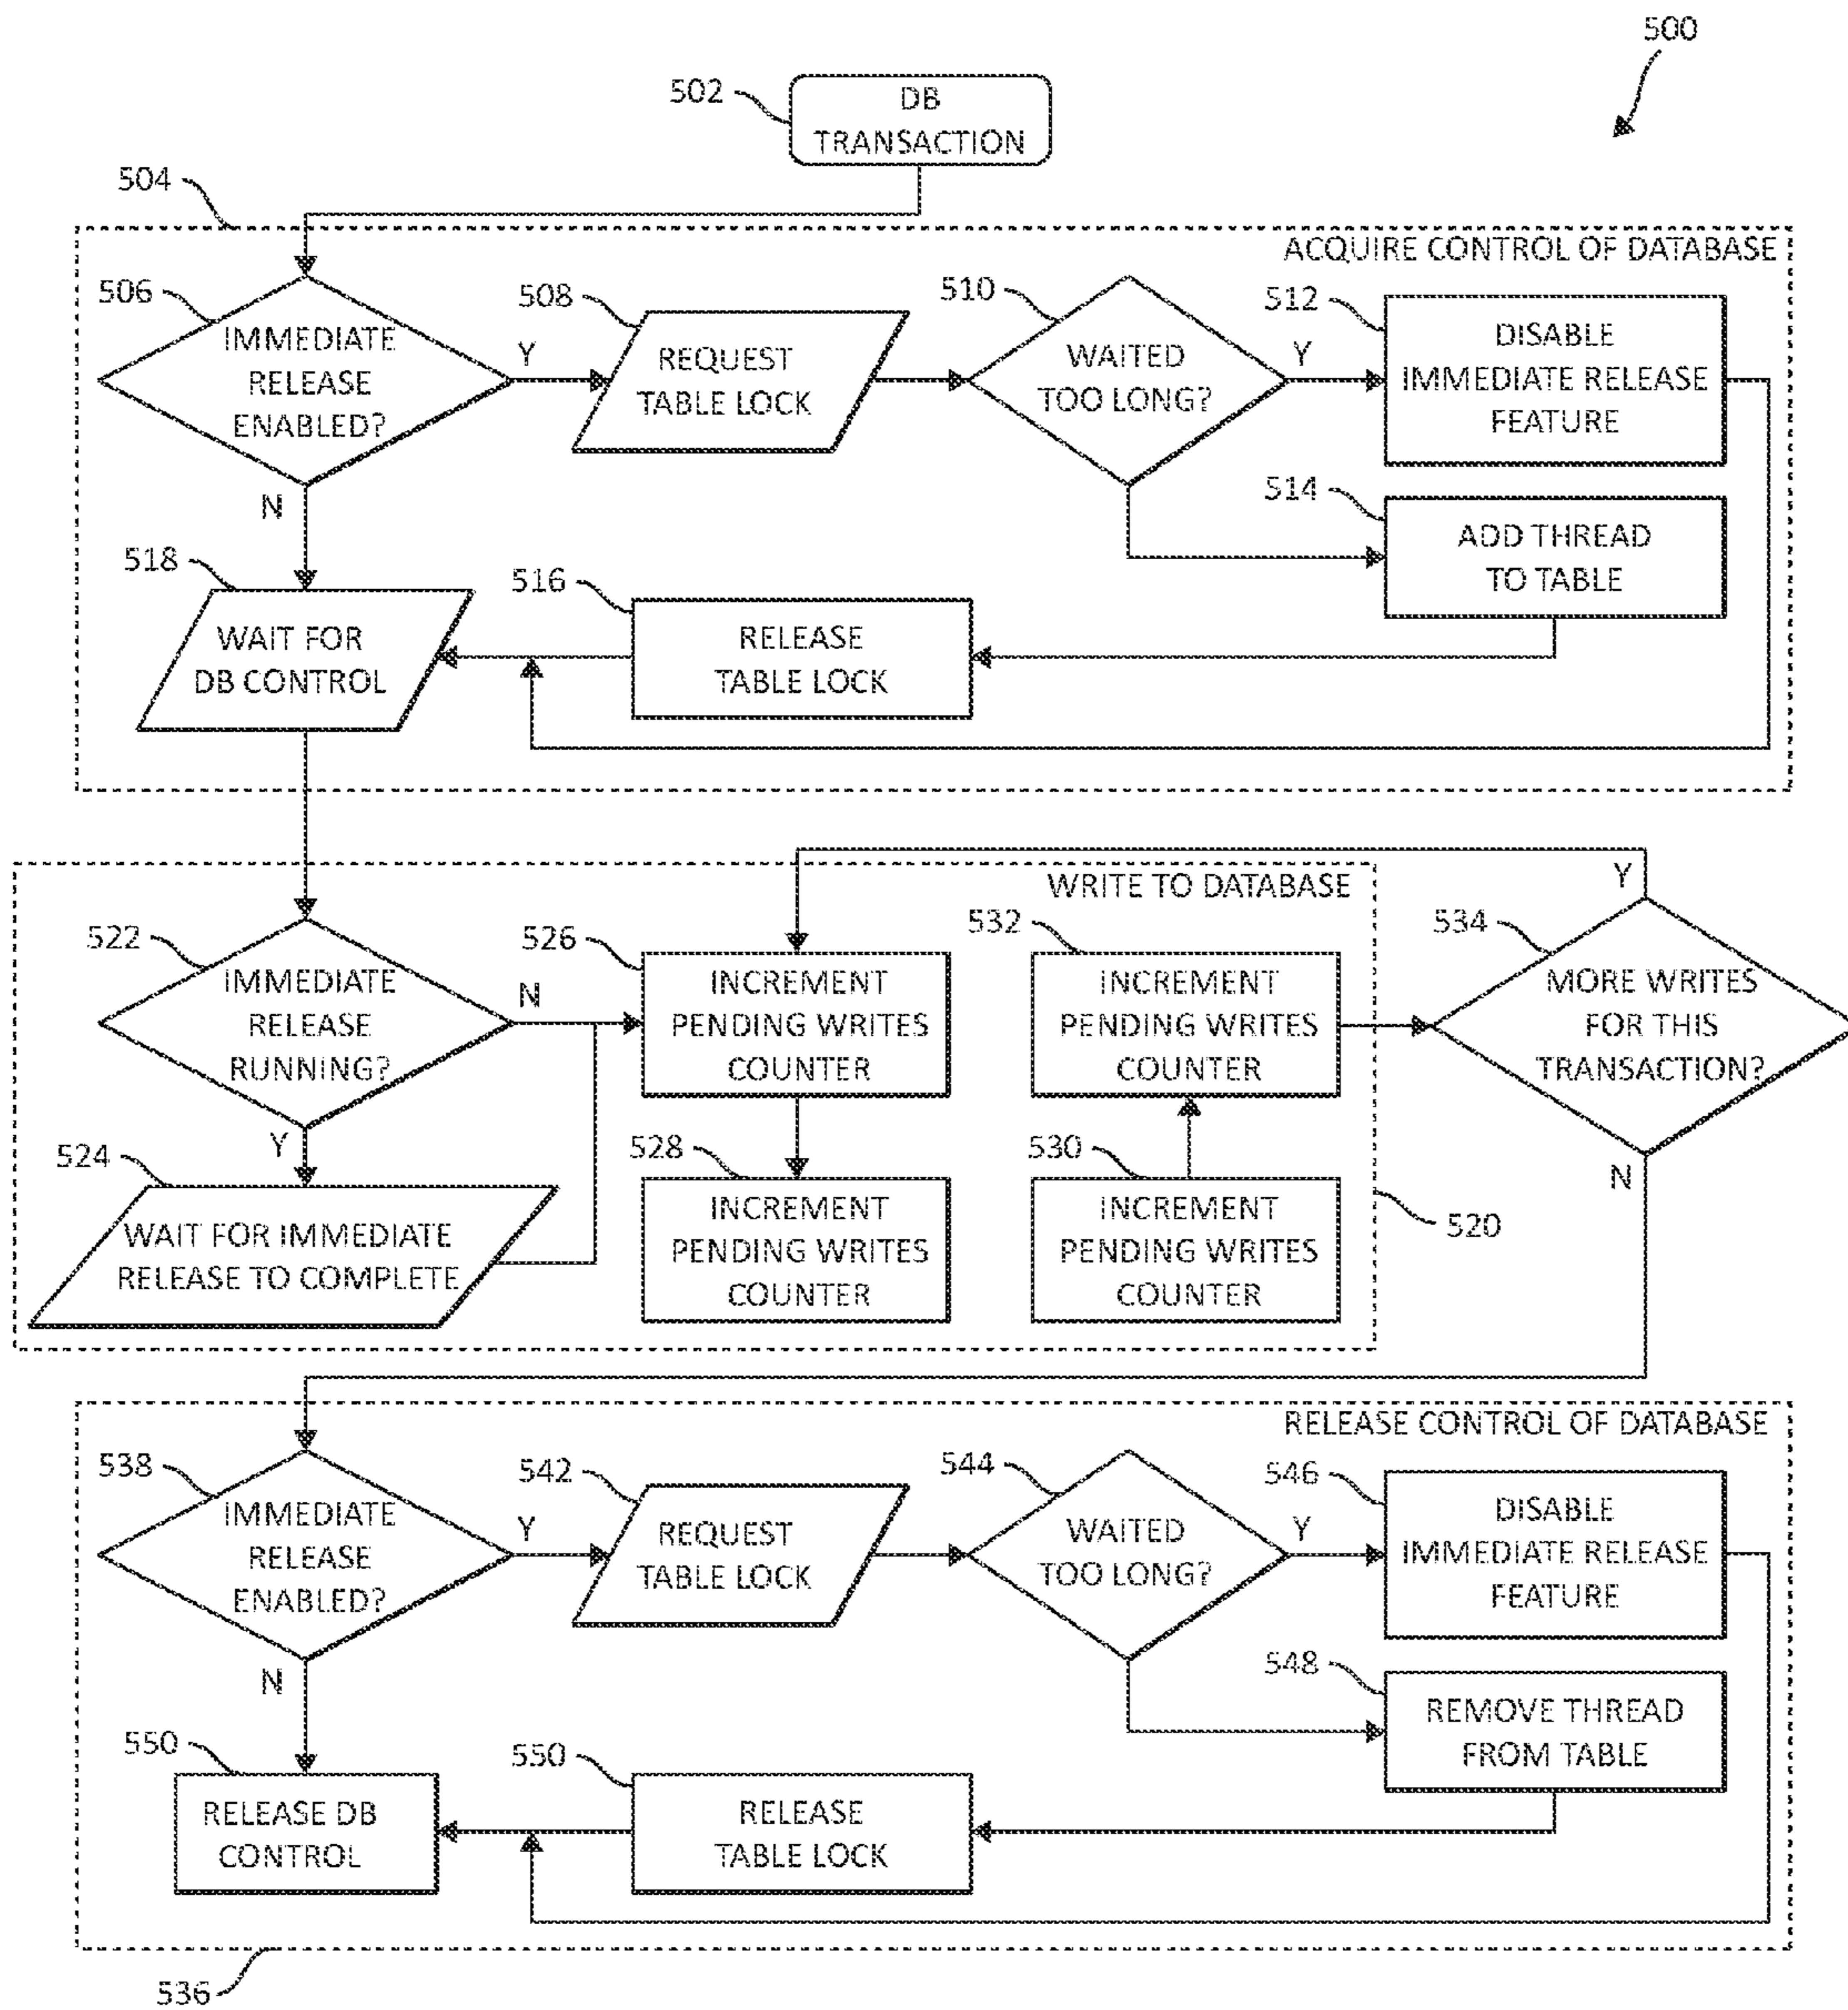 500
502
DB
TRANSACTION
504
ACQUIRE CONTROL OF DATABASE
506
IMMEDIATE
RELEASE
ENABLED?
Y
N
508
REQUEST
TABLE LOCK
510
WAITED
TOO LONG?
Y
512
DISABLE
IMMEDIATE RELEASE
FEATURE
514
ADD THREAD
TO TABLE
516
RELEASE
TABLE LOCK
518
WAIT FOR
DB CONTROL
WRITE TO DATABASE
522
IMMEDIATE
RELEASE
RUNNING?
N
Y
524
WAIT FOR IMMEDIATE
RELEASE TO COMPLETE
526
INCREMENT
PENDING WRITES
COUNTER
528
INCREMENT
PENDING WRITES
COUNTER
530
INCREMENT
PENDING WRITES
COUNTER
532
INCREMENT
PENDING WRITES
COUNTER
534
MORE WRITES
FOR THIS
TRANSACTION?
Y
N
520
RELEASE CONTROL OF DATABASE
538
IMMEDIATE
RELEASE
ENABLED?
Y
N
542
REQUEST
TABLE LOCK
544
WAITED
TOO LONG?
Y
546
DISABLE
IMMEDIATE RELEASE
FEATURE
548
REMOVE THREAD
FROM TABLE
550
RELEASE
TABLE LOCK
550
RELEASE DB
CONTROL
536